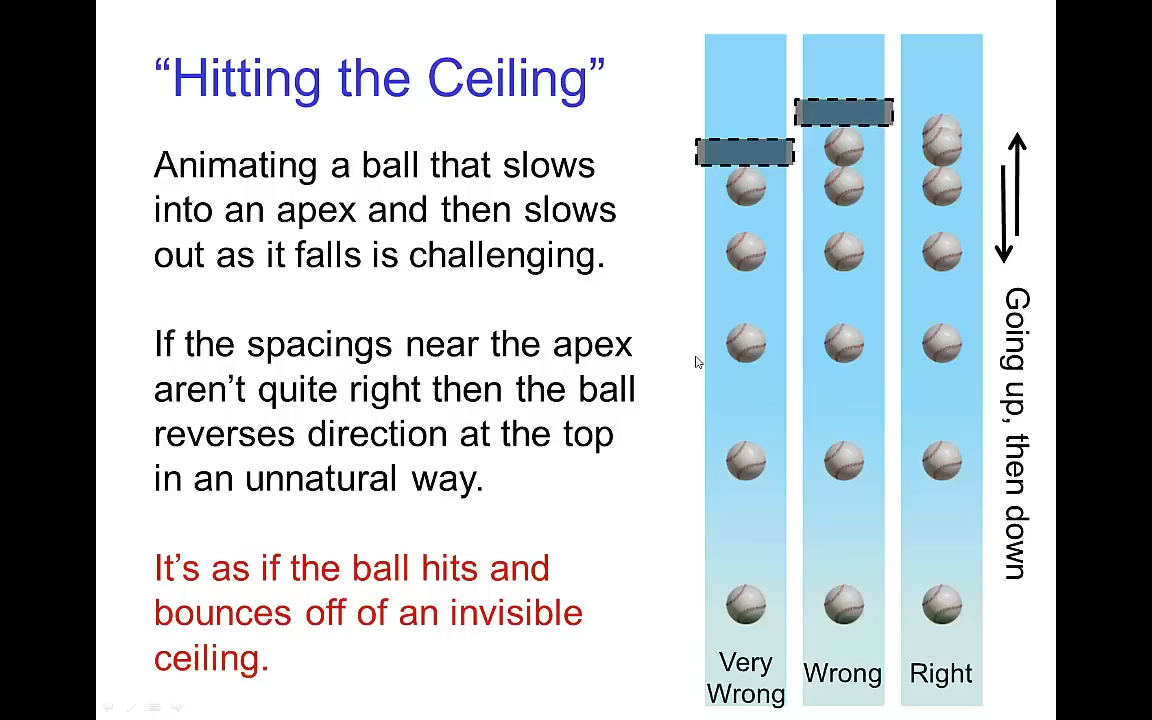 “Hitting the Ceiling”
Animating a ball that slows
into an apex and then slows
out as it falls is challenging.
If the spacings near the apex
aren’t quite right then the ball
reverses direction at the top
in an unnatural way.
It’s as if the ball hits and
bounces off of an invisible
ceiling.
Very
Wrong
Wrong
Right
Going up, then down